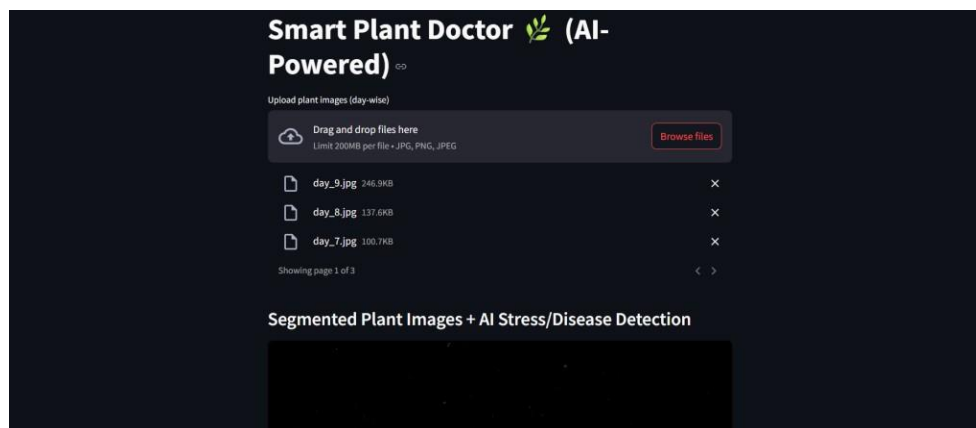 Smart Plant Doctor 🌿 (AI-
Powered)
Upload plant images (day-wise)
Drag and drop files here
Limit 200MB per file • JPG, PNG, JPEG
Browse files
day_9.jpg 246.9KB
day_8.jpg 137.6KB
day_7.jpg 100.7KB
Showing page 1 of 3
Segmented Plant Images + AI Stress/Disease Detection